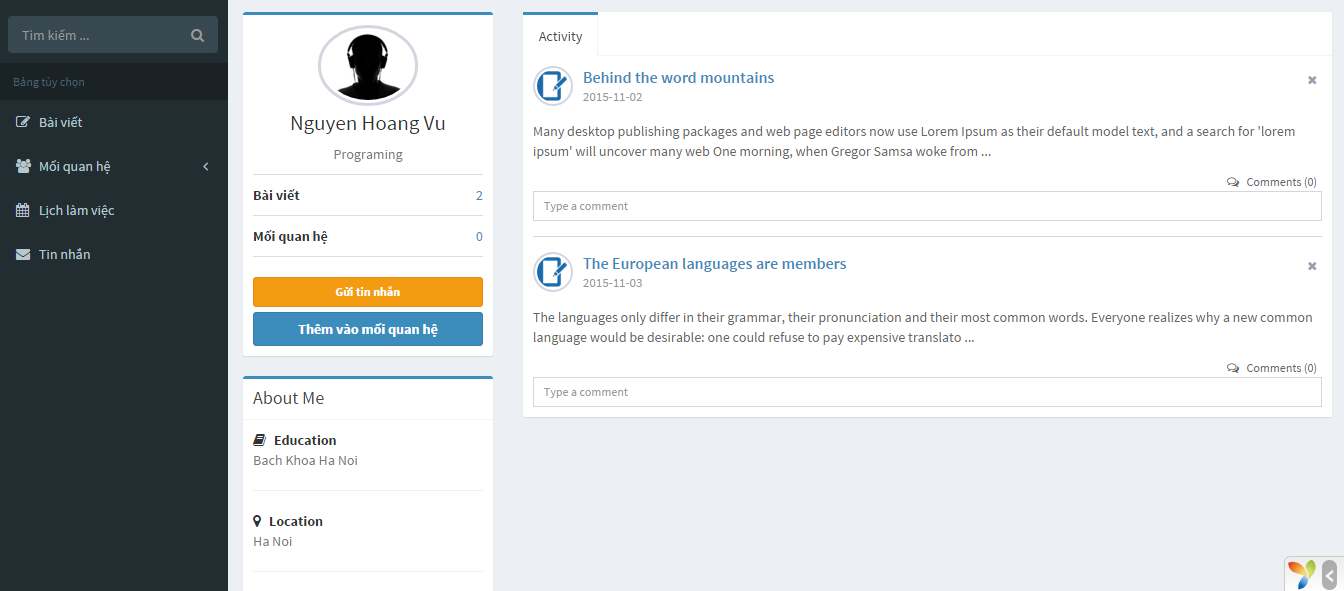 Tìm kiếm ...
Bảng tùy chọn
Bài viết
Mối quan hệ
Lịch làm việc
Tin nhắn
Nguyen Hoang Vu
Programing
Bài viết 2
Mối quan hệ 0
Gửi tin nhắn
Thêm vào mối quan hệ
About Me
Education
Bach Khoa Ha Noi
Location
Ha Noi
Activity
Behind the word mountains
2015-11-02
Many desktop publishing packages and web page editors now use Lorem Ipsum as their default model text, and a search for 'lorem
ipsum' will uncover many web One morning, when Gregor Samsa woke from ...
Comments (0)
Type a comment
The European languages are members
2015-11-03
The languages only differ in their grammar, their pronunciation and their most common words. Everyone realizes why a new common
language would be desirable: one could refuse to pay expensive translato ...
Comments (0)
Type a comment